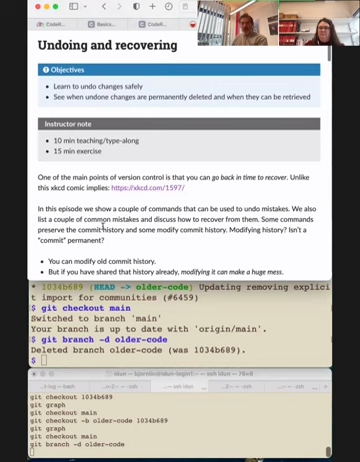 CodeR...
Basics...
CodeR...
Undoing and recovering
Objectives
• Learn to undo changes safely
• See when undone changes are permanently deleted and when they can be retrieved
Instructor note
• 10 min teaching/type-along
• 15 min exercise
One of the main points of version control is that you can go back in time to recover. Unlike
this xkcd comic implies: https://xkcd.com/1597/
In this episode we show a couple of commands that can be used to undo mistakes. We also
list a couple of common mistakes and discuss how to recover from them. Some commands
preserve the commit history and some modify commit history. Modifying history? Isn't a
"commit" permanent?
• You can modify old commit history.
• But if you have shared that history already, modifying it can make a huge mess.
* 1034b689 (HEAD -> older-code) Updating removing explici
t import for communities (#6459)
$ git checkout main
Switched to branch 'main'
Your branch is up to date with 'origin/main'.
$ git branch -d older-code
Deleted branch older-code (was 1034b689).
$
git checkout 1034b689
git graph
git checkout main
git checkout -b older-code 1034b689
git graph
git checkout main
git branch -d older-code